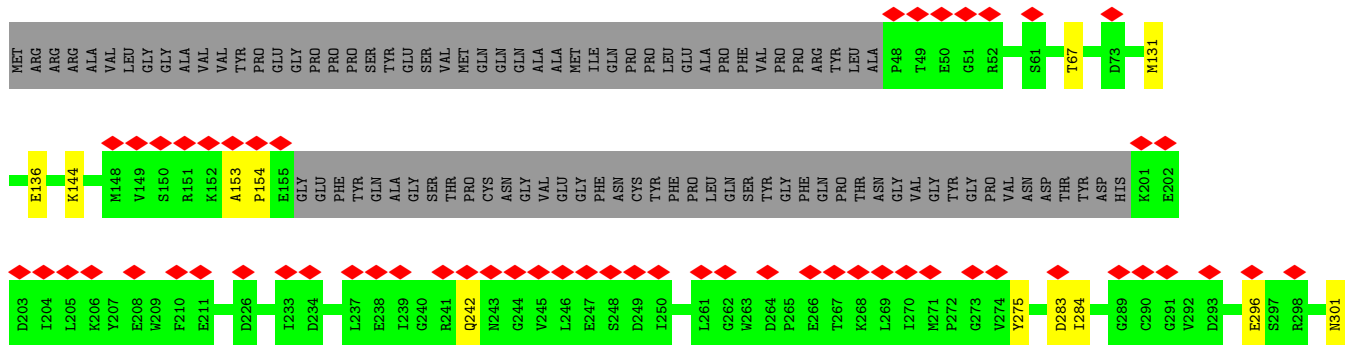 MET ARG ARG ARG ALA VAL LEU GLY GLY ALA VAL VAL TYR PRO GLU GLY PRO PRO PRO SER TYR GLU SER VAL MET GLN GLN GLN ALA ALA MET ILE GLN PRO PRO LEU GLU ALA PRO PHE VAL PRO PRO ARG TYR LEU ALA P48 T49 E50 G51 R52 S61 T67 D73 M131
E136 K144 M148 V149 S150 R151 K152 A153 P154 E155 GLY GLU PHE TYR GLN ALA GLY SER THR PRO CYS ASN GLY VAL GLU GLY PHE ASN CYS TYR PHE PRO LEU GLN SER TYR GLY PHE GLN PRO THR ASN GLY VAL GLY TYR GLY PRO VAL ASN ASP THR TYR ASP HIS K201 E202
D203 I204 L205 K206 Y207 E208 W209 F210 E211 D226 I233 D234 L237 E238 I239 G240 R241 Q242 N243 G244 V245 L246 E247 S248 D249 I250 L261 G262 W263 D264 P265 E266 T267 K268 L269 I270 M271 P272 G273 V274 Y275 D283 I284 G289 C290 G291 V292 D293 E296 S297 R298 N301